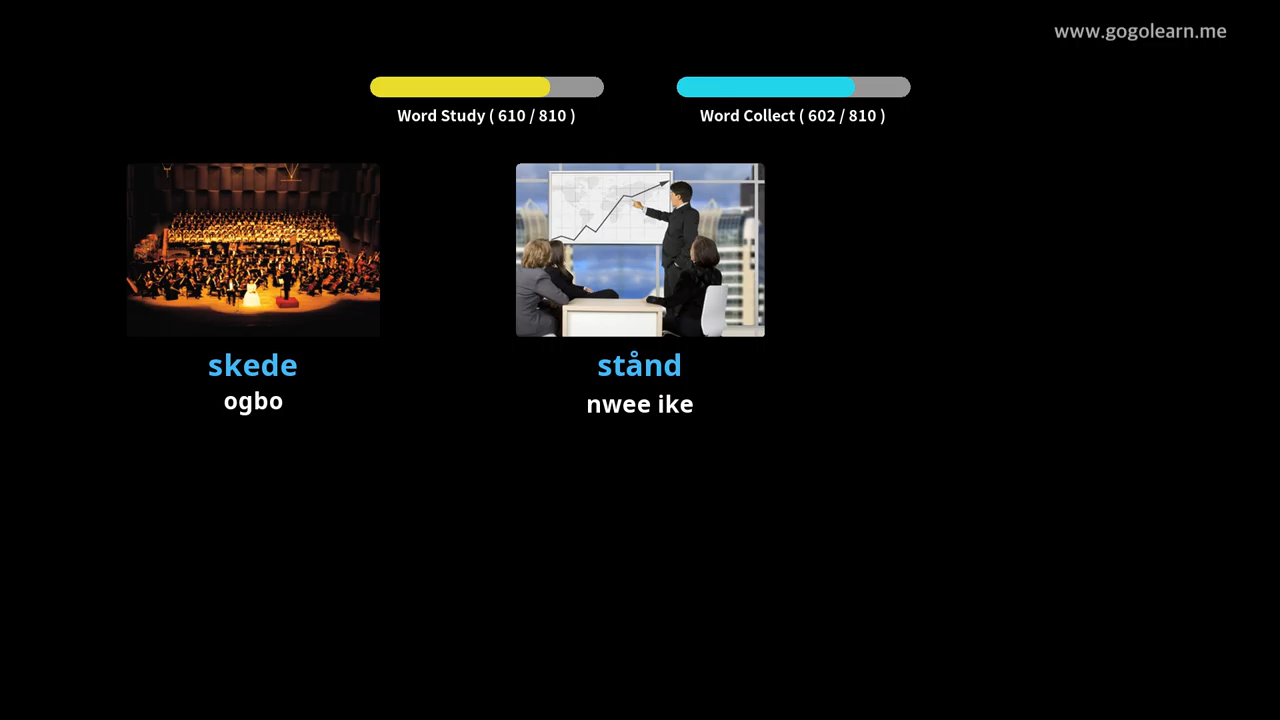 www.gogolearn.me
Word Study ( 610 / 810 )
Word Collect ( 602 / 810 )
skede
ogbo
stånd
nwee ike